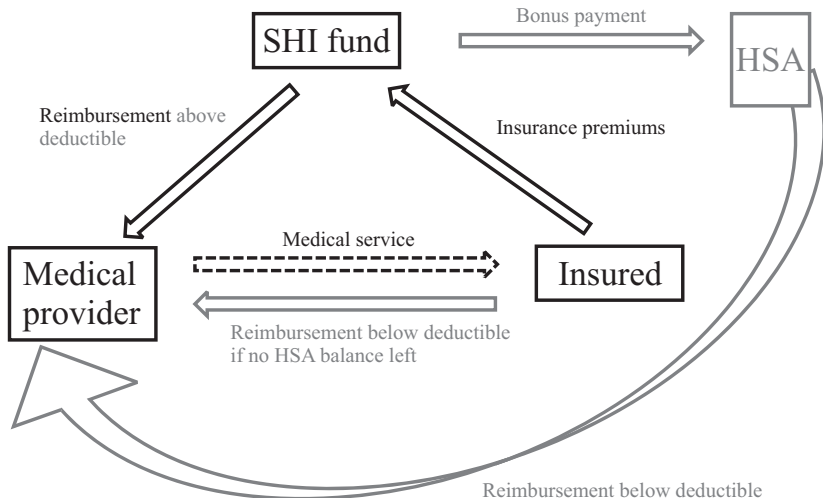 Bonus payment
SHI fund
HSA
Reimbursement above
deductible
Insurance premiums
Medical service
Medical
provider
Insured
Reimbursement below deductible
if no HSA balance left
Reimbursement below deductible